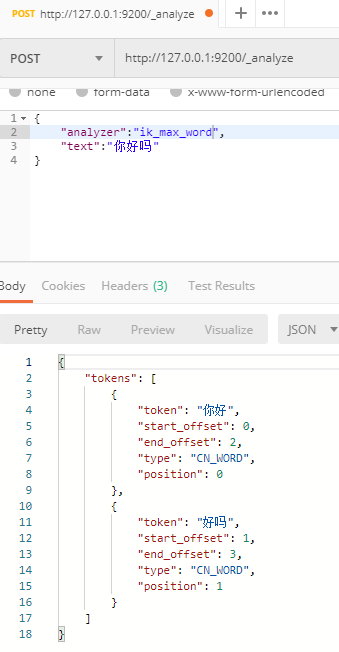 POST http://127.0.0.1:9200/_analyze
POST http://127.0.0.1:9200/_analyze
none form-data x-www-form-urlencoded
1 {
2 "analyzer":"ik_max_word",
3 "text":"你好吗"
4 }
Body Cookies Headers (3) Test Results
Pretty Raw Preview Visualize JSON
1 {
2 "tokens": [
3 {
4 "token": "你好",
5 "start_offset": 0,
6 "end_offset": 2,
7 "type": "CN_WORD",
8 "position": 0
9 },
10 {
11 "token": "好吗",
12 "start_offset": 1,
13 "end_offset": 3,
14 "type": "CN_WORD",
15 "position": 1
16 }
17 ]
18 }